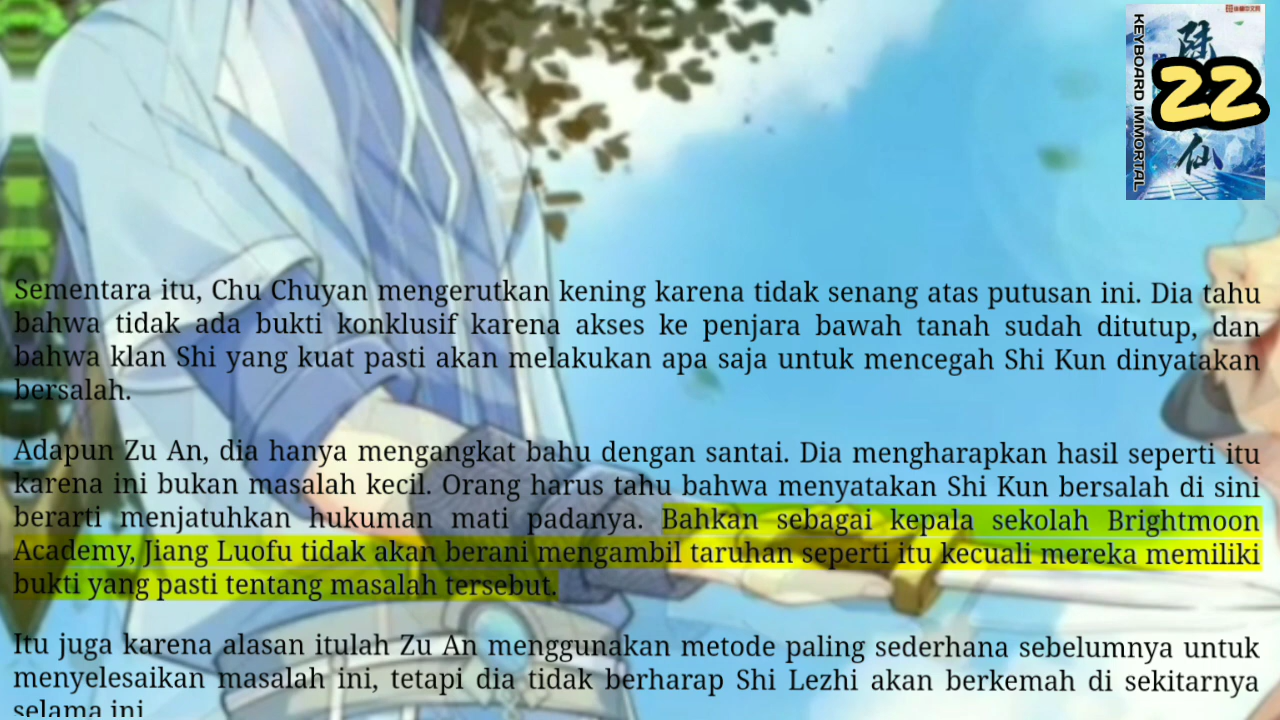 陆
22
仙
KEYBOARD IMMORTAL
Sementara itu, Chu Chuyan mengerutkan kening karena tidak senang atas putusan ini. Dia tahu
bahwa tidak ada bukti konklusif karena akses ke penjara bawah tanah sudah ditutup, dan
bahwa klan Shi yang kuat pasti akan melakukan apa saja untuk mencegah Shi Kun dinyatakan
bersalah.
Adapun Zu An, dia hanya mengangkat bahu dengan santai. Dia mengharapkan hasil seperti itu
karena ini bukan masalah kecil. Orang harus tahu bahwa menyatakan Shi Kun bersalah di sini
berarti menjatuhkan hukuman mati padanya. Bahkan sebagai kepala sekolah Brightmoon
Academy, Jiang Luofu tidak akan berani mengambil taruhan seperti itu kecuali mereka memiliki
bukti yang pasti tentang masalah tersebut.
Itu juga karena alasan itulah Zu An menggunakan metode paling sederhana sebelumnya untuk
menyelesaikan masalah ini, tetapi dia tidak berharap Shi Lezhi akan berkemah di sekitarnya
selama ini